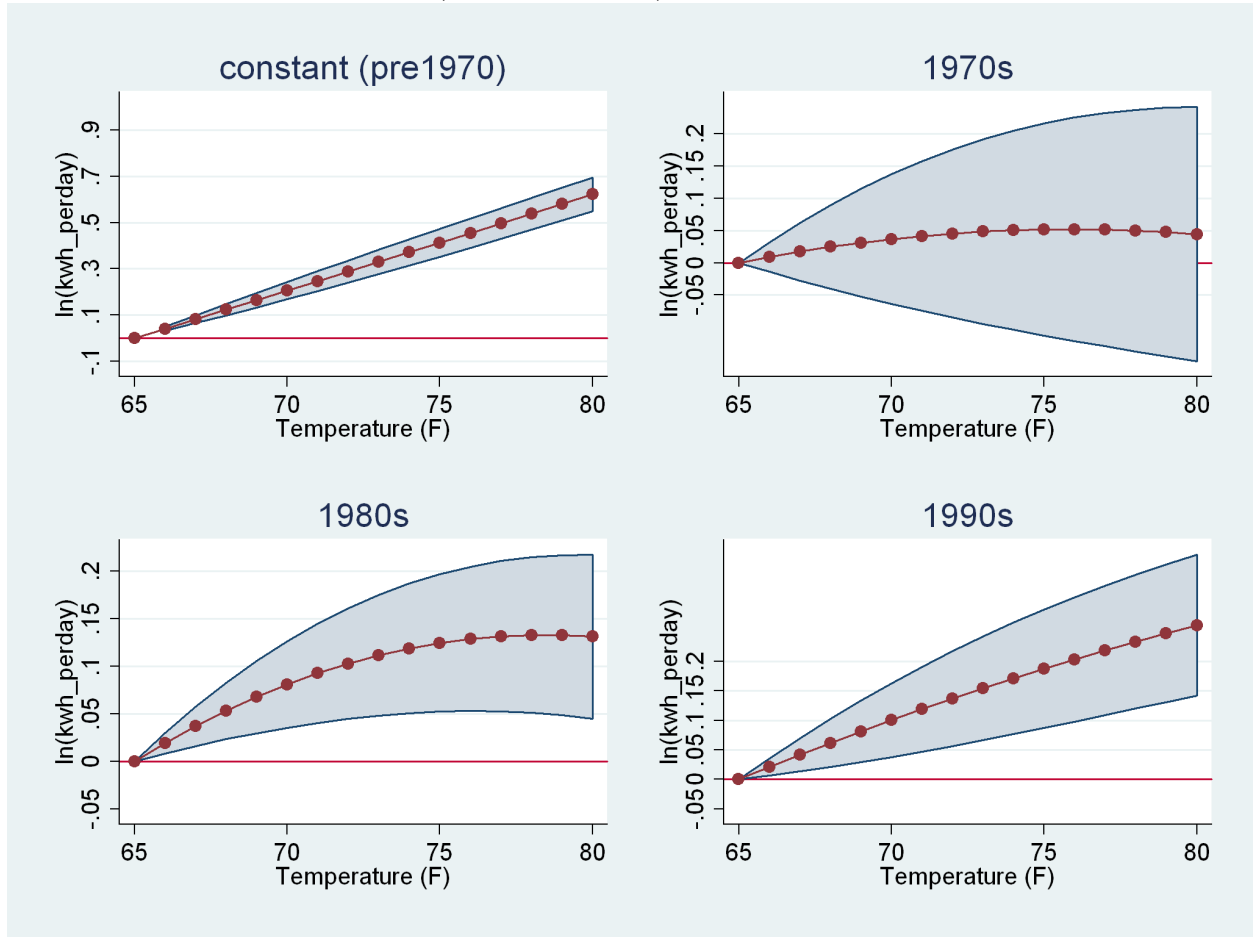 constant (pre1970)
ln(kwh_perday)
.9
.7
.5
.3
.1
-.1
65 70 75 80
Temperature (F)
1970s
ln(kwh_perday)
.2
.15
.1
.05
0
-.05
65 70 75 80
Temperature (F)
1980s
ln(kwh_perday)
.2
.15
.1
.05
0
-.05
65 70 75 80
Temperature (F)
1990s
ln(kwh_perday)
.2
.15
.1
.05
0
-.05
65 70 75 80
Temperature (F)